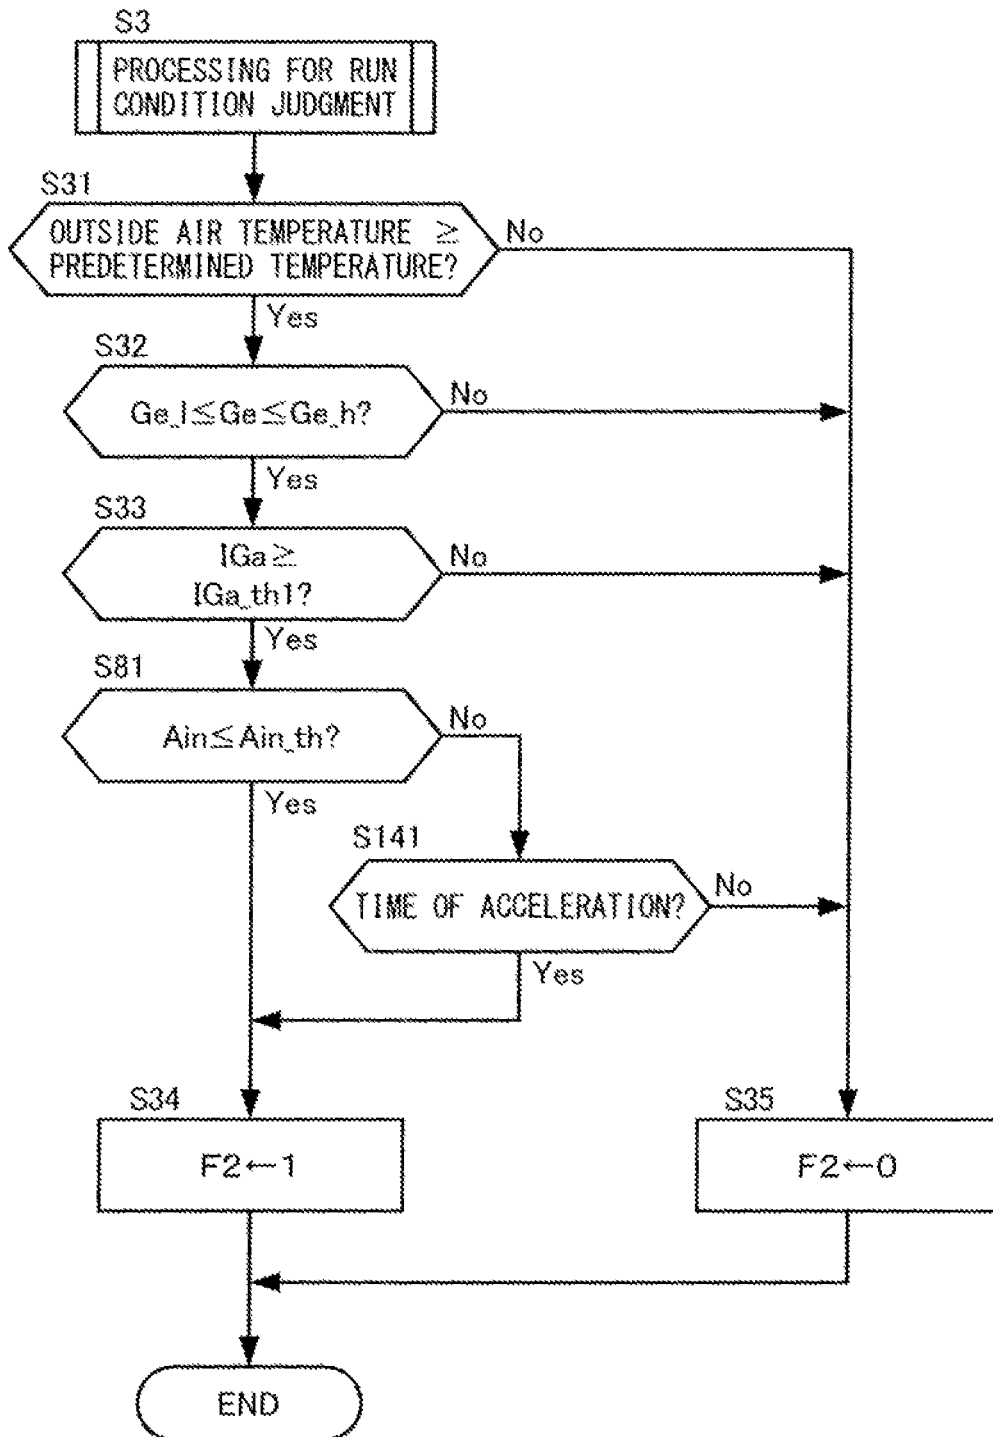 S3
PROCESSING FOR RUN
CONDITION JUDGMENT
S31
OUTSIDE AIR TEMPERATURE ≧
PREDETERMINED TEMPERATURE?
No
Yes
S32
Ge_l≦Ge≦Ge_h?
No
Yes
S33
IGa≧
IGa_th1?
No
Yes
S81
Ain≦Ain_th?
No
Yes
S141
TIME OF ACCELERATION?
No
Yes
S34
F2←1
S35
F2←0
END